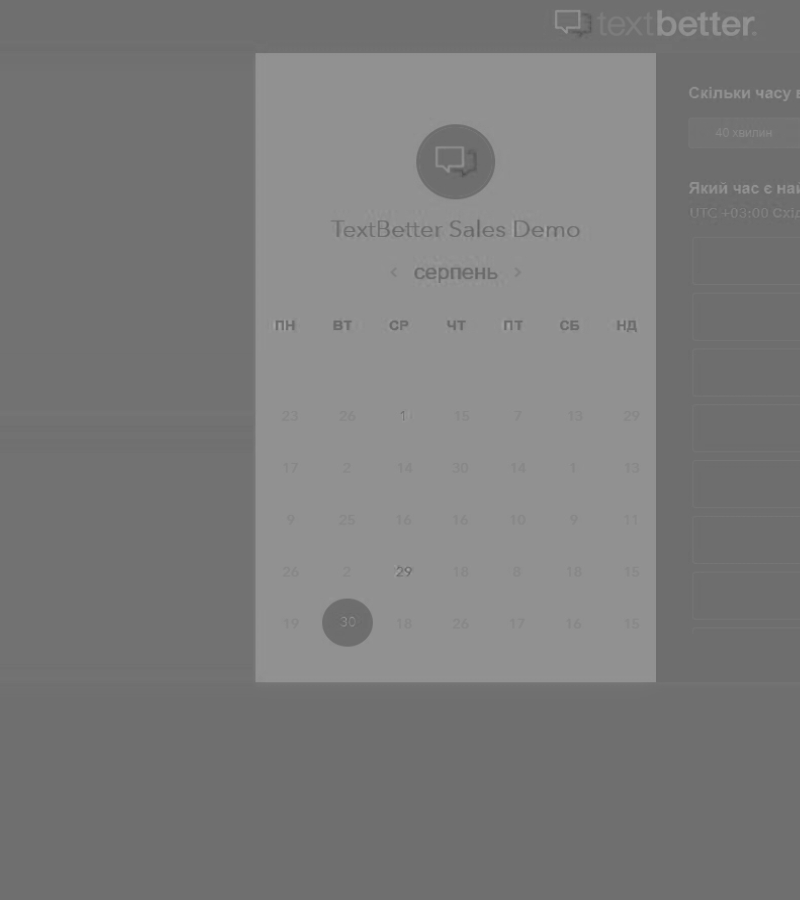 textbetter.
TextBetter Sales Demo
‹ серпень ›
ПН ВТ СР ЧТ ПТ СБ НД
23 26 1 15 7 13 29
17 2 14 30 14 1 13
9 25 16 16 10 9 11
26 2 29 18 8 18 15
19 30 18 26 17 16 15
Скільки часу
40 хвилин
Який час є
UTC +03:00